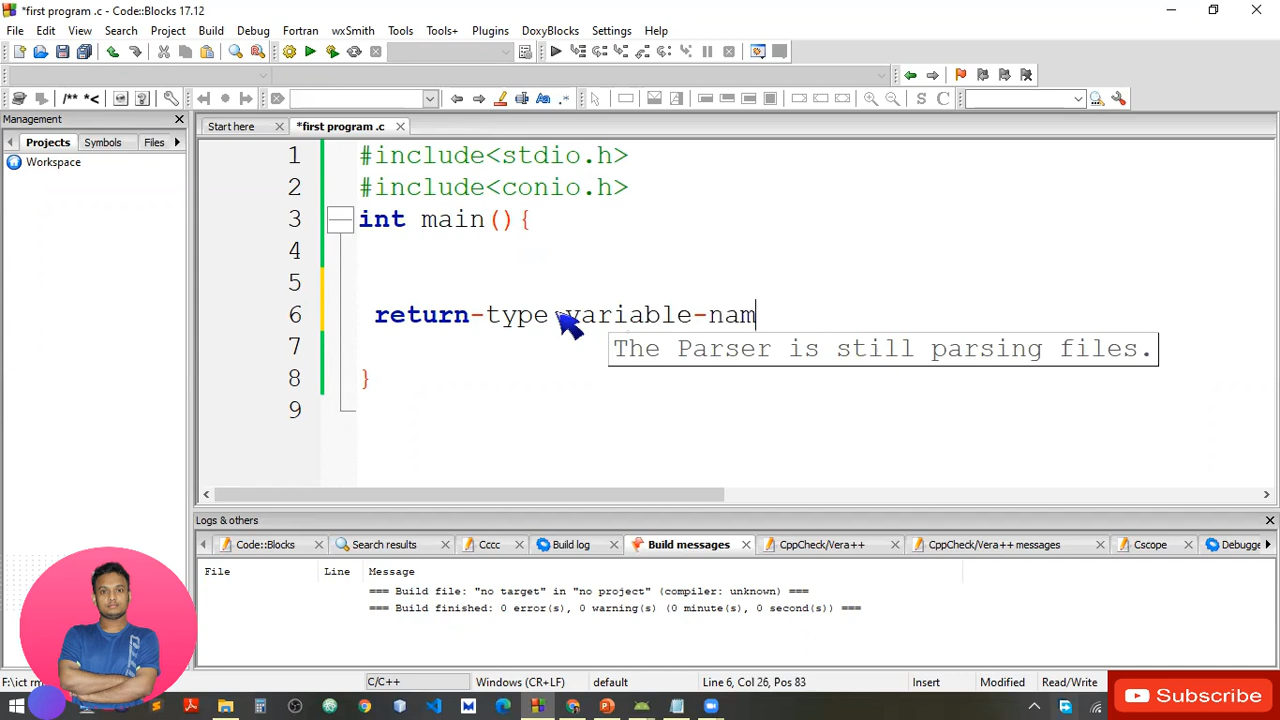 *first program .c - Code::Blocks 17.12
File Edit View Search Project Build Debug Fortran wxSmith Tools Tools+ Plugins DoxyBlocks Settings Help
/** *<
S C
Management
Start here *first program .c
Projects Symbols Files
Workspace
1 #include<stdio.h>
2 #include<conio.h>
3 int main(){
4
5
6 return-type variable-nam
The Parser is still parsing files.
7
8 }
9
Logs & others
Code::Blocks Search results Cccc Build log Build messages CppCheck/Vera++ CppCheck/Vera++ messages Cscope Debugge
File Line Message
=== Build file: "no target" in "no project" (compiler: unknown) ===
=== Build finished: 0 error(s), 0 warning(s) (0 minute(s), 0 second(s)) ===
F:\ict rm C/C++ Windows (CR+LF) default Line 6, Col 26, Pos 83 Insert Modified Read/Write
Subscribe